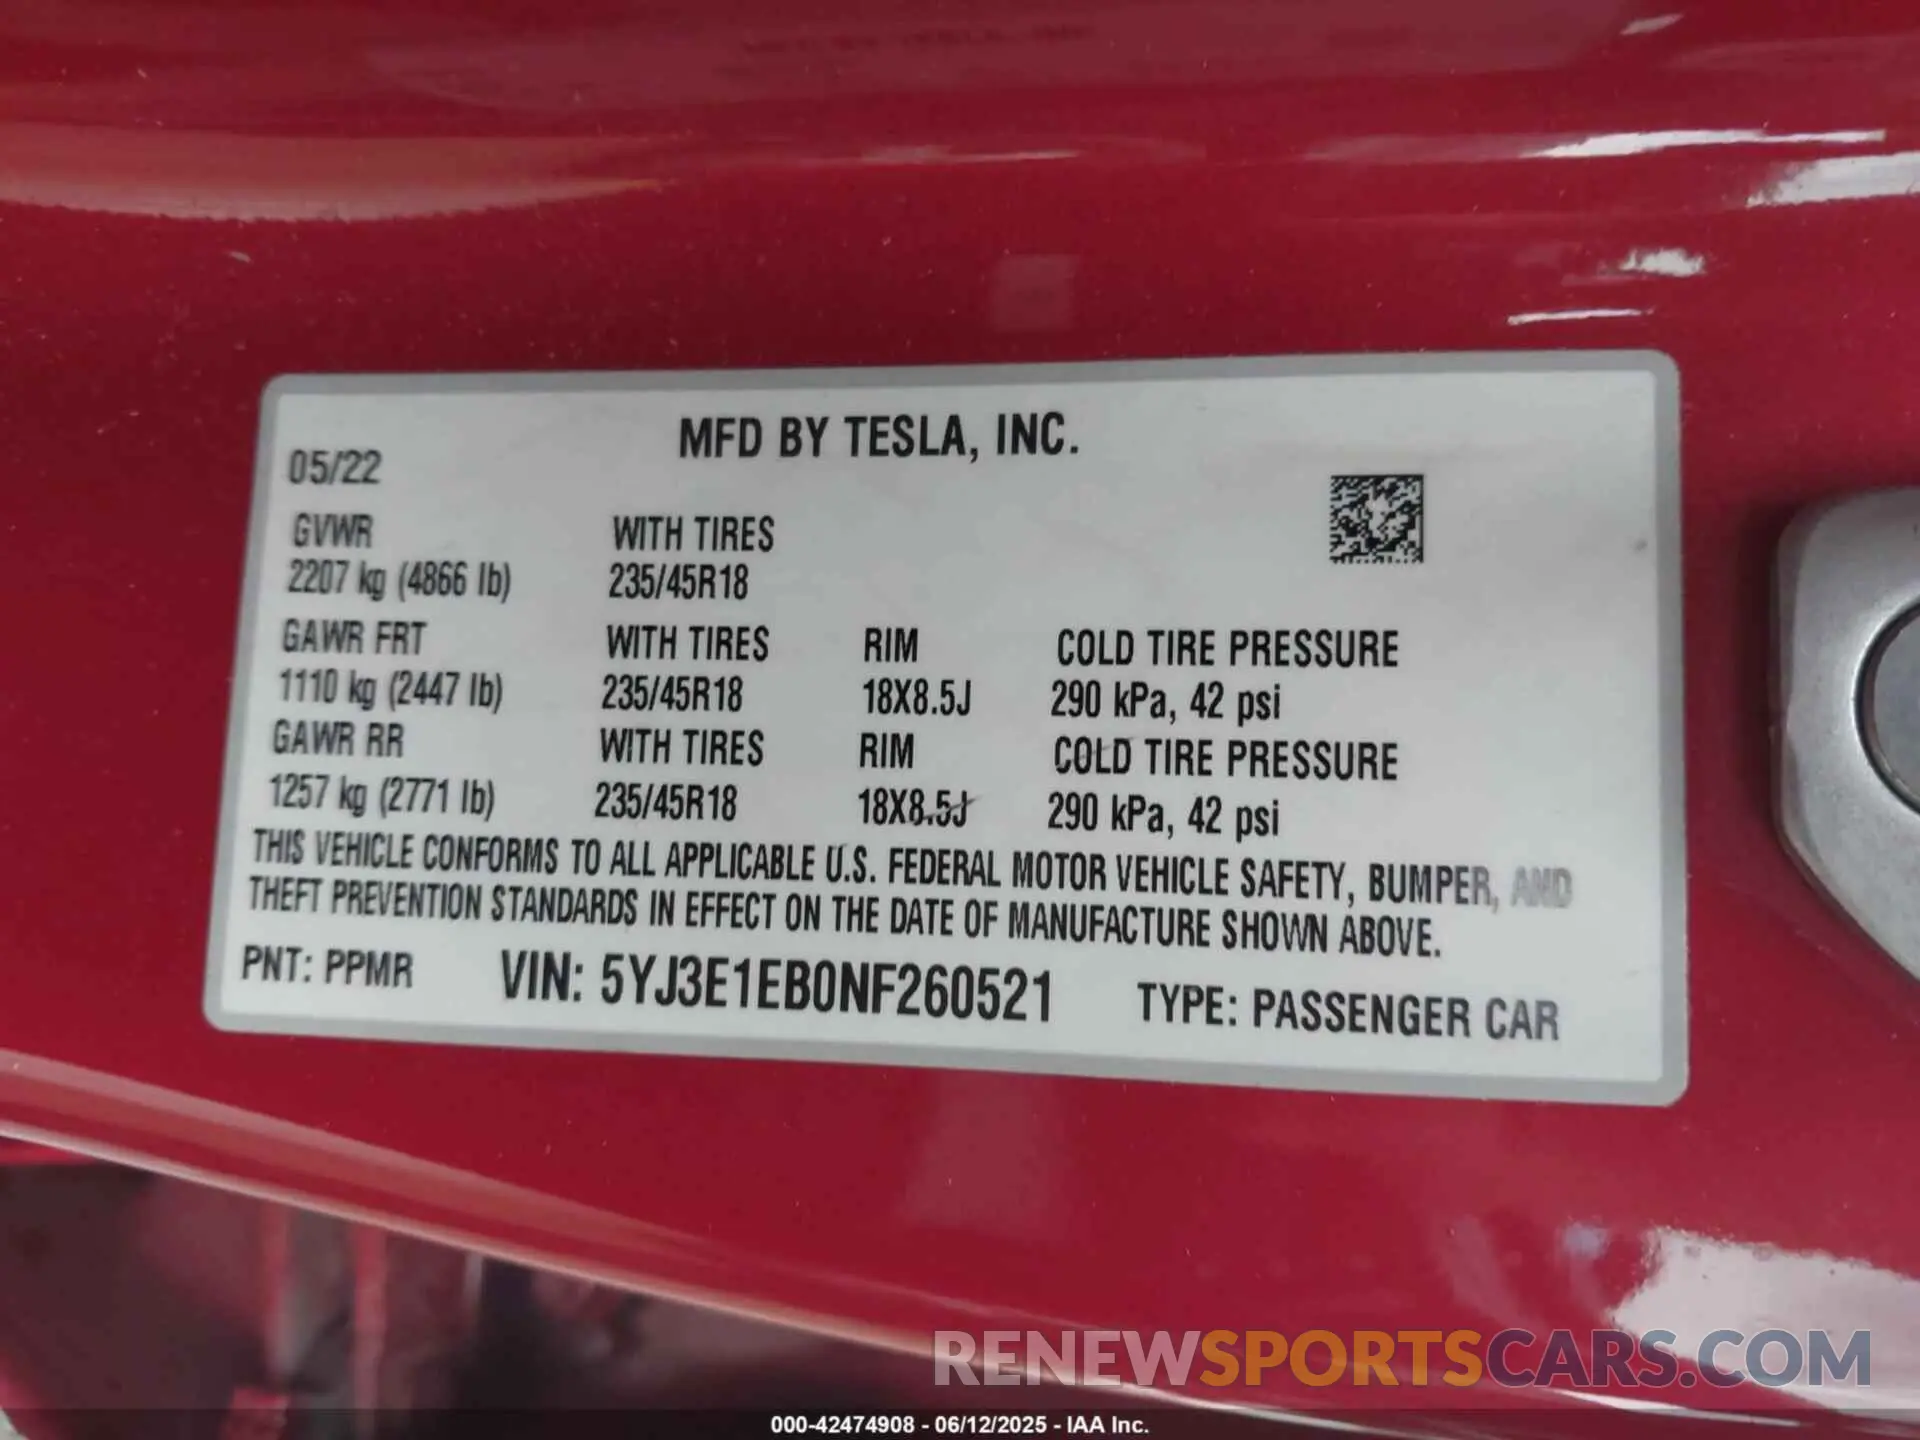 MFD BY TESLA, INC.
05/22
GVWR WITH TIRES
2207 kg (4866 lb) 235/45R18
GAWR FRT WITH TIRES RIM COLD TIRE PRESSURE
1110 kg (2447 lb) 235/45R18 18X8.5J 290 kPa, 42 psi
GAWR RR WITH TIRES RIM COLD TIRE PRESSURE
1257 kg (2771 lb) 235/45R18 18X8.5J 290 kPa, 42 psi
THIS VEHICLE CONFORMS TO ALL APPLICABLE U.S. FEDERAL MOTOR VEHICLE SAFETY, BUMPER, AND
THEFT PREVENTION STANDARDS IN EFFECT ON THE DATE OF MANUFACTURE SHOWN ABOVE.
PNT: PPMR VIN: 5YJ3E1EB0NF260521 TYPE: PASSENGER CAR
RENEWSPORTSCARS.COM
000-42474908 - 06/12/2025 - IAA Inc.